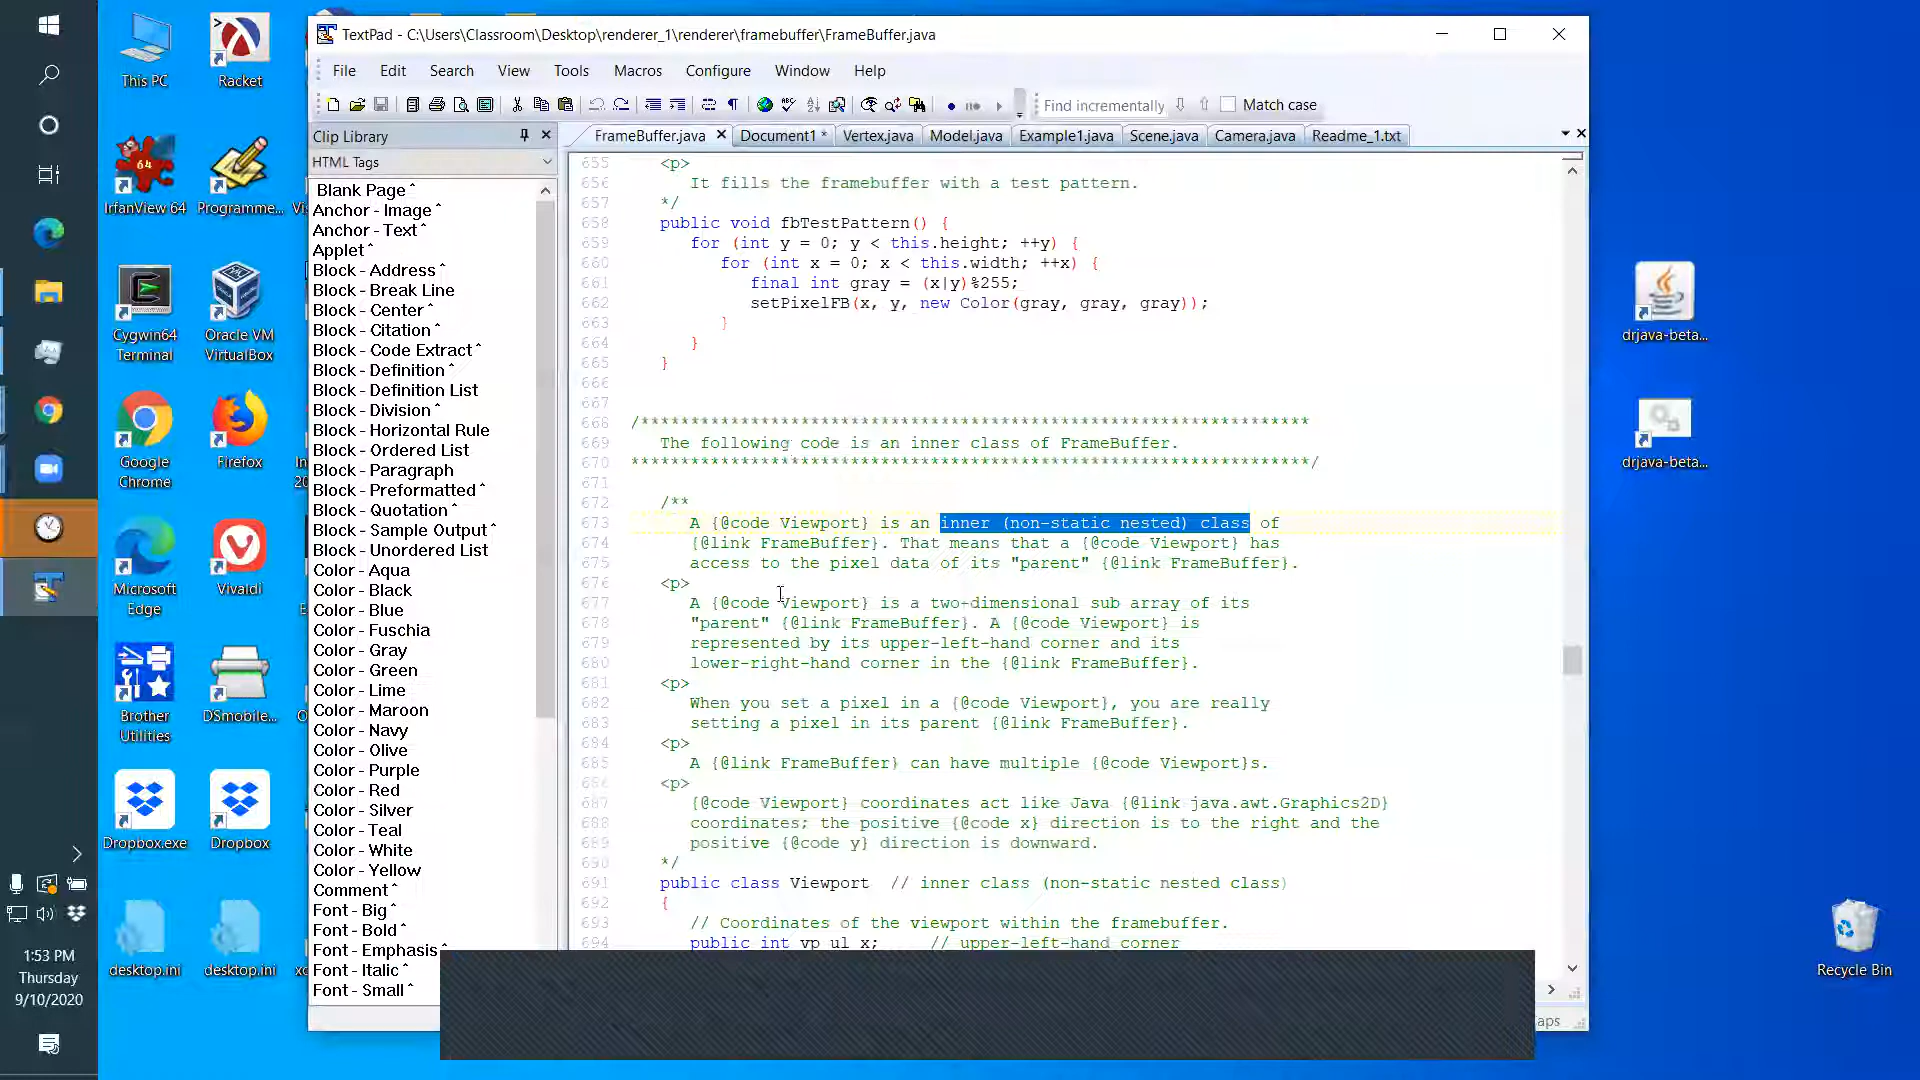 TextPad - C:\Users\Classroom\Desktop\renderer_1\renderer\framebuffer\FrameBuffer.java
File Edit Search View Tools Macros Configure Window Help
Find incrementally Match case
Clip Library
HTML Tags
Blank Page ^
Anchor - Image ^
Anchor - Text ^
Applet ^
Block - Address ^
Block - Break Line
Block - Center ^
Block - Citation ^
Block - Code Extract ^
Block - Definition ^
Block - Definition List
Block - Division ^
Block - Horizontal Rule
Block - Ordered List
Block - Paragraph
Block - Preformatted ^
Block - Quotation ^
Block - Sample Output ^
Block - Unordered List
Color - Aqua
Color - Black
Color - Blue
Color - Fuschia
Color - Gray
Color - Green
Color - Lime
Color - Maroon
Color - Navy
Color - Olive
Color - Purple
Color - Red
Color - Silver
Color - Teal
Color - White
Color - Yellow
Comment ^
Font - Big ^
Font - Bold ^
Font - Emphasis ^
Font - Italic ^
Font - Small ^
FrameBuffer.java Document1 * Vertex.java Model.java Example1.java Scene.java Camera.java Readme_1.txt
655 <p>
656 It fills the framebuffer with a test pattern.
657 */
658 public void fbTestPattern() {
659 for (int y = 0; y < this.height; ++y) {
660 for (int x = 0; x < this.width; ++x) {
661 final int gray = (x|y)%255;
662 setPixelFB(x, y, new Color(gray, gray, gray));
663 }
664 }
665 }
666
667
668 /*******************************************************************
669 The following code is an inner class of FrameBuffer.
670 ********************************************************************/
671
672 /**
673 A {@code Viewport} is an inner (non-static nested) class of
674 {@link FrameBuffer}. That means that a {@code Viewport} has
675 access to the pixel data of its "parent" {@link FrameBuffer}.
676 <p>
677 A {@code Viewport} is a two-dimensional sub array of its
678 "parent" {@link FrameBuffer}. A {@code Viewport} is
679 represented by its upper-left-hand corner and its
680 lower-right-hand corner in the {@link FrameBuffer}.
681 <p>
682 When you set a pixel in a {@code Viewport}, you are really
683 setting a pixel in its parent {@link FrameBuffer}.
684 <p>
685 A {@link FrameBuffer} can have multiple {@code Viewport}s.
686 <p>
687 {@code Viewport} coordinates act like Java {@link java.awt.Graphics2D}
688 coordinates; the positive {@code x} direction is to the right and the
689 positive {@code y} direction is downward.
690 */
691 public class Viewport // inner class (non-static nested class)
692 {
693 // Coordinates of the viewport within the framebuffer.
694 public int vp_ul_x; // upper-left-hand corner
This PC
Racket
64
IrfanView 64
Programme...
Cygwin64
Terminal
Oracle VM
VirtualBox
Google
Chrome
Firefox
Microsoft
Edge
Vivaldi
Brother
Utilities
DSmobile...
Dropbox.exe
Dropbox
desktop.ini
desktop.ini
drjava-beta...
drjava-beta...
Recycle Bin
1:53 PM
Thursday
9/10/2020